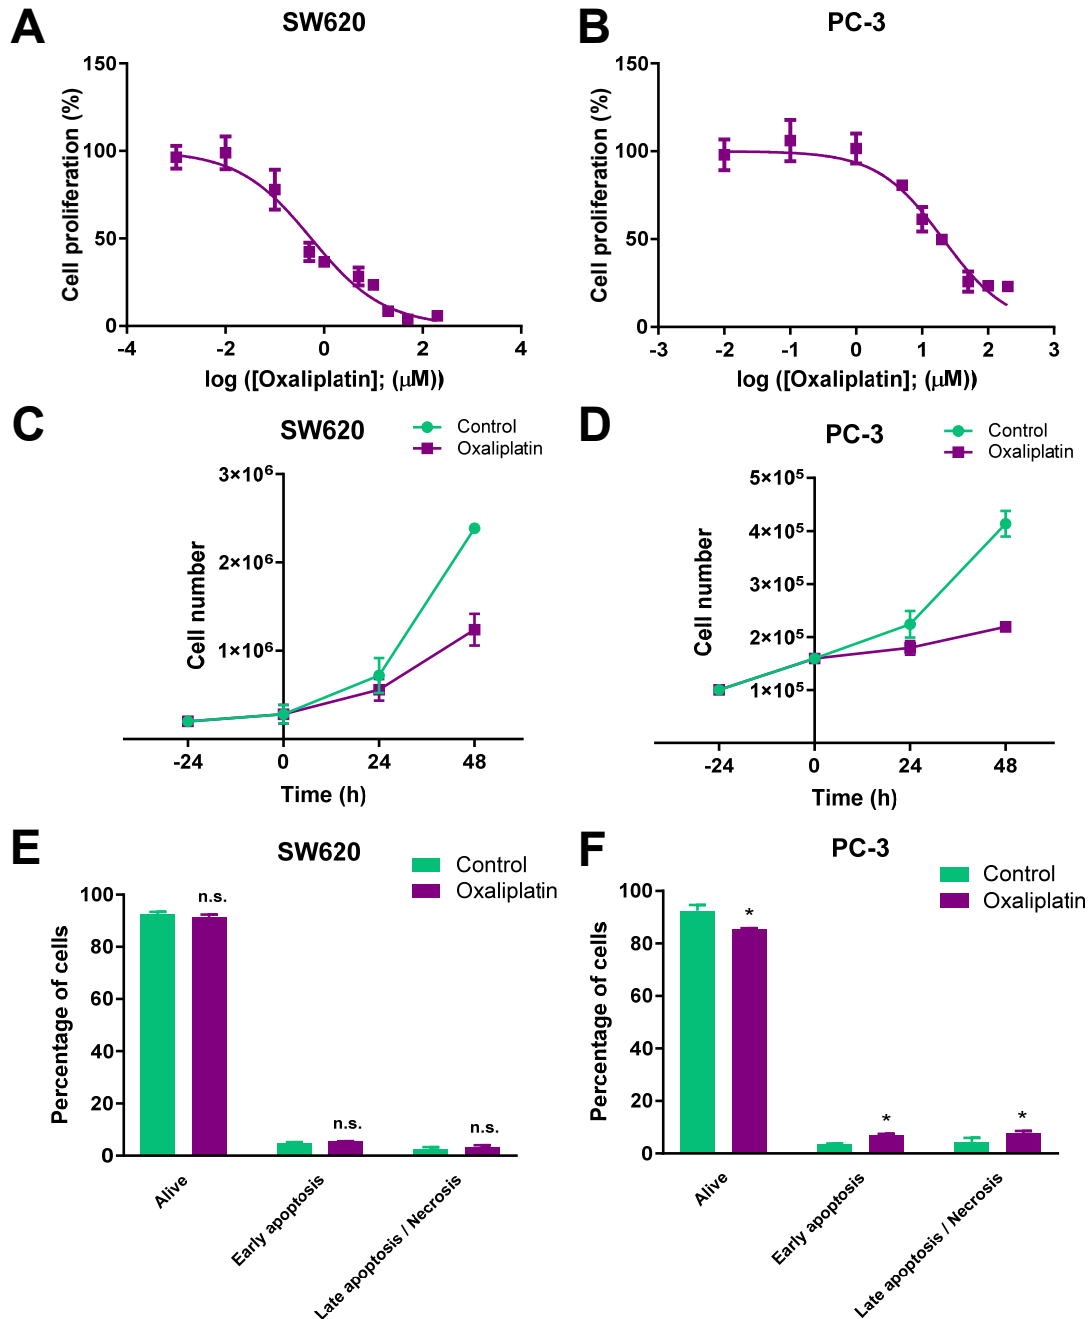 A
SW620
Cell proliferation (%)
150
100
50
0
-4
-2
0
2
4
log ([Oxaliplatin]; (μM))
B
PC-3
Cell proliferation (%)
150
100
50
0
-3
-2
-1
0
1
2
3
log ([Oxaliplatin]; (μM))
C
SW620
Control
Oxaliplatin
Cell number
3×10⁶
2×10⁶
1×10⁶
-24
0
24
48
Time (h)
D
PC-3
Control
Oxaliplatin
Cell number
5×10⁵
4×10⁵
3×10⁵
2×10⁵
1×10⁵
-24
0
24
48
Time (h)
E
SW620
Control
Oxaliplatin
Percentage of cells
100
80
60
40
20
0
n.s.
n.s.
n.s.
Alive
Early apoptosis
Late apoptosis / Necrosis
F
PC-3
Control
Oxaliplatin
Percentage of cells
100
80
60
40
20
0
*
*
*
Alive
Early apoptosis
Late apoptosis / Necrosis